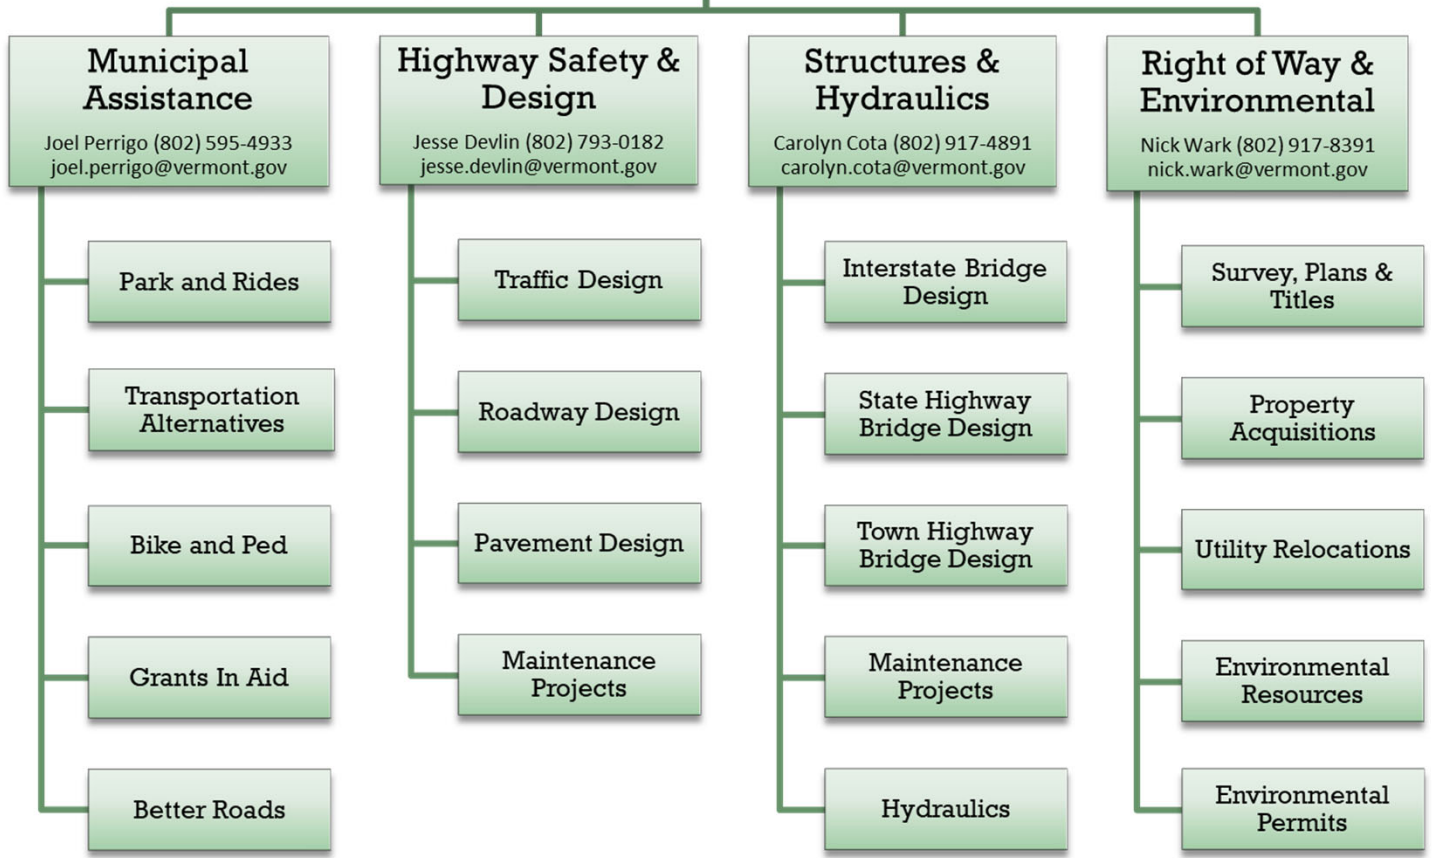 Municipal
Assistance
Joel Perrigo (802) 595-4933
joel.perrigo@vermont.gov
Park and Rides
Transportation
Alternatives
Bike and Ped
Grants In Aid
Better Roads
Highway Safety &
Design
Jesse Devlin (802) 793-0182
jesse.devlin@vermont.gov
Traffic Design
Roadway Design
Pavement Design
Maintenance
Projects
Structures &
Hydraulics
Carolyn Cota (802) 917-4891
carolyn.cota@vermont.gov
Interstate Bridge
Design
State Highway
Bridge Design
Town Highway
Bridge Design
Maintenance
Projects
Hydraulics
Right of Way &
Environmental
Nick Wark (802) 917-8391
nick.wark@vermont.gov
Survey, Plans &
Titles
Property
Acquisitions
Utility Relocations
Environmental
Resources
Environmental
Permits